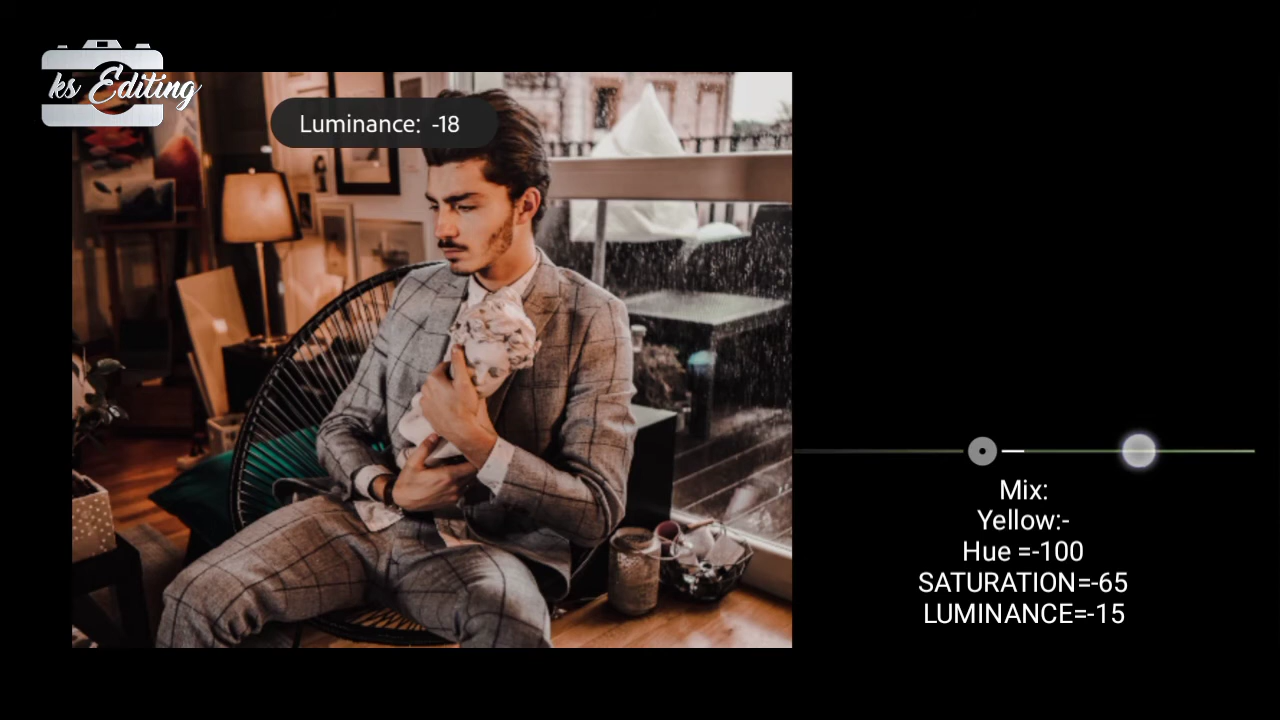 ks Editing
Luminance: -18
Mix:
Yellow:-
Hue =-100
SATURATION=-65
LUMINANCE=-15